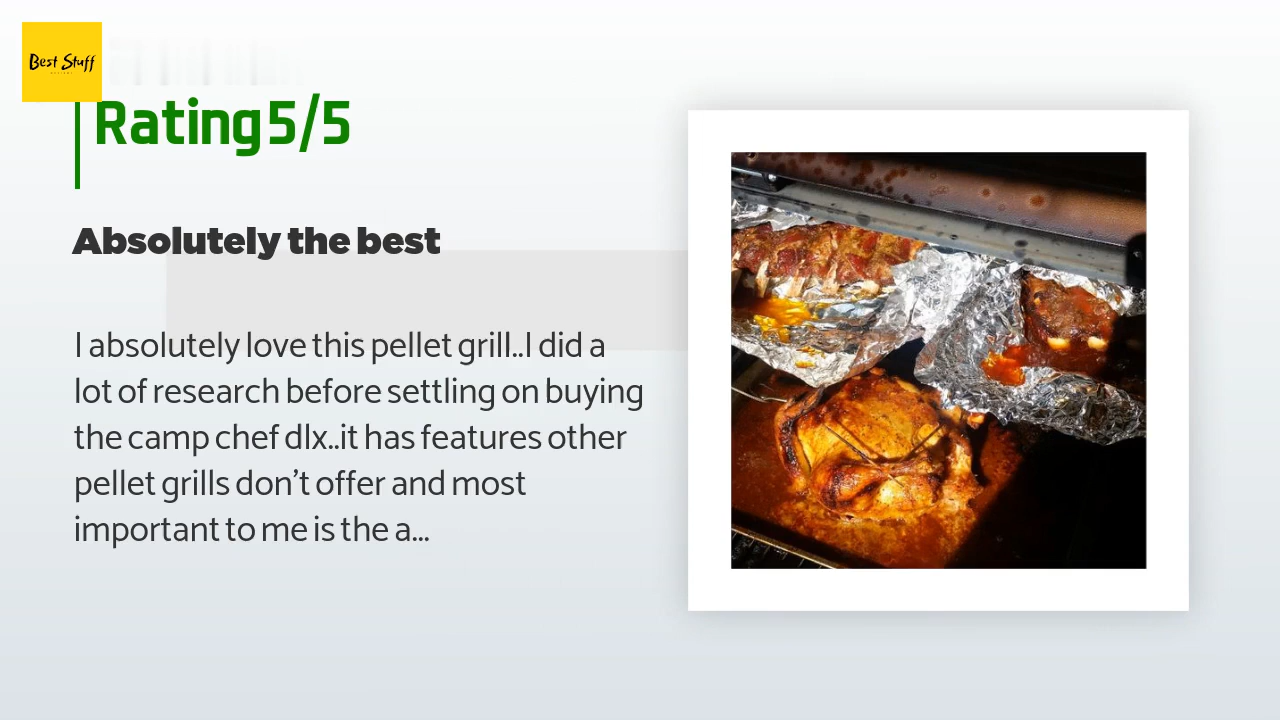 Best Stuff
Rating 5/5
Absolutely the best
I absolutely love this pellet grill..I did a
lot of research before settling on buying
the camp chef dlx..it has features other
pellet grills don't offer and most
important to me is the a...